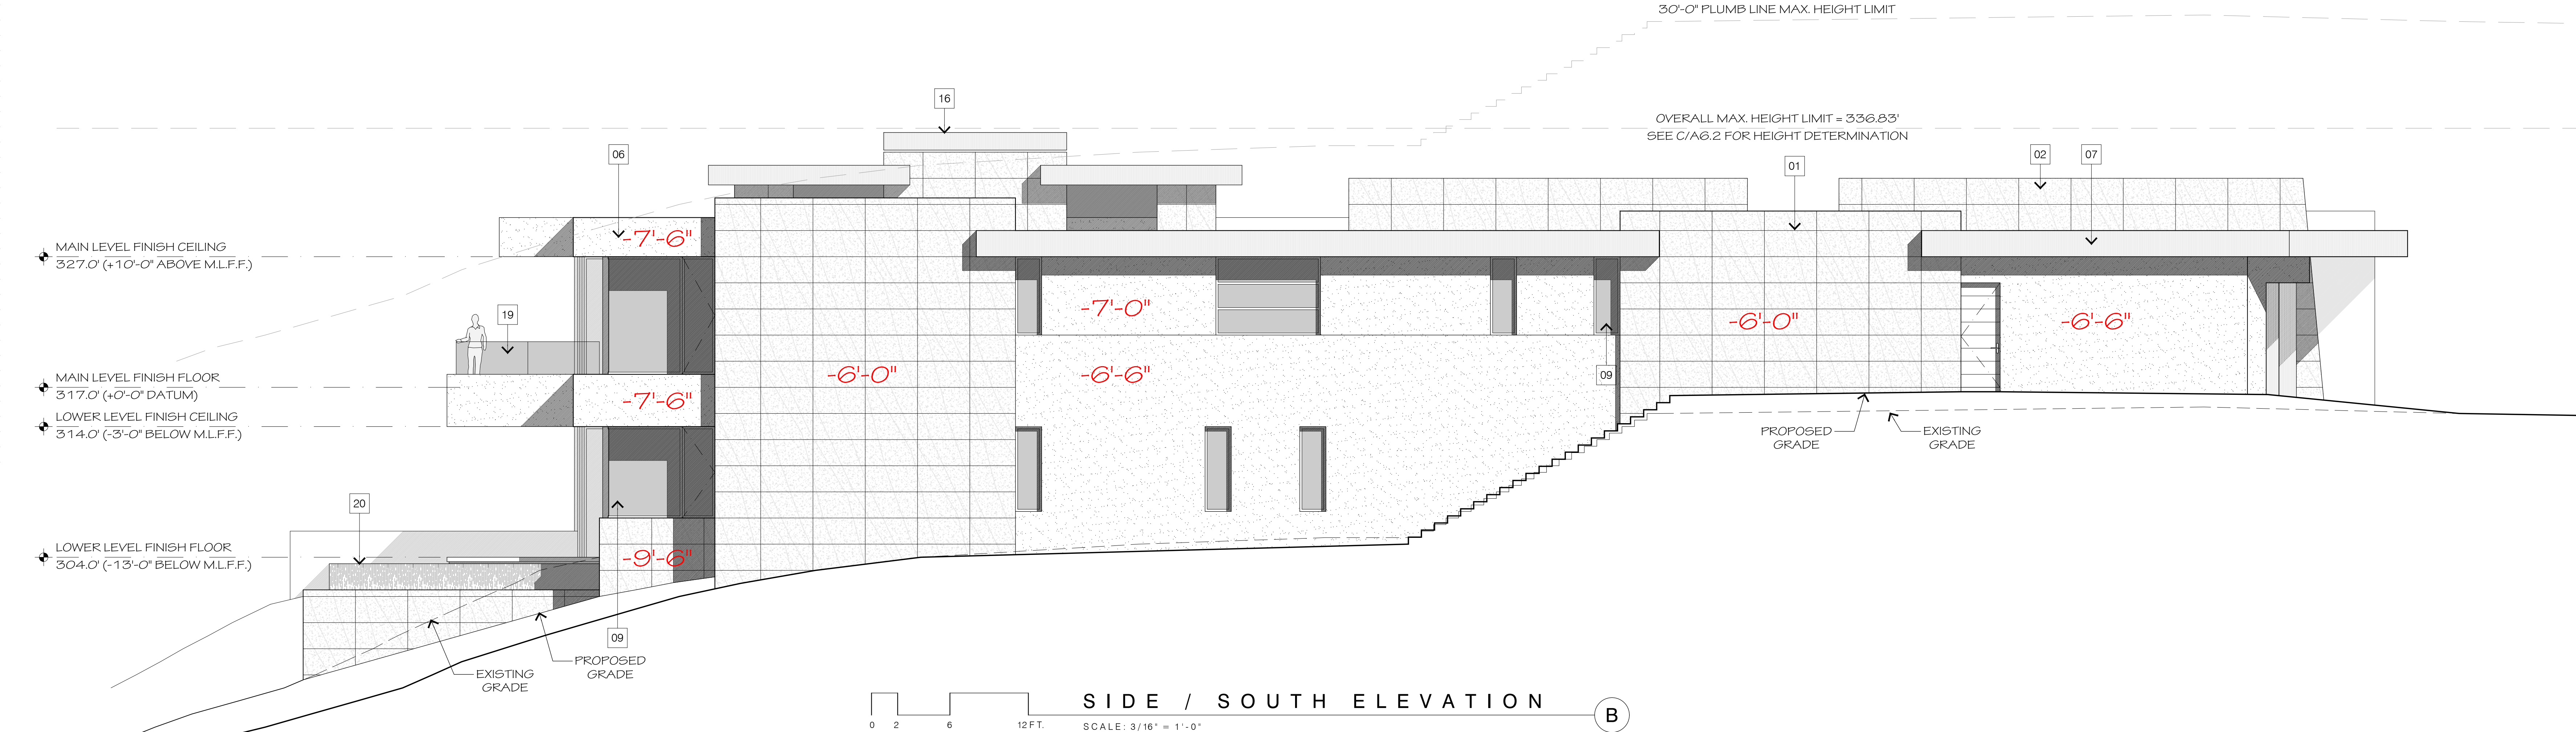 30'-0" PLUMB LINE MAX. HEIGHT LIMIT
16
OVERALL MAX. HEIGHT LIMIT = 336.83'
SEE C/A6.2 FOR HEIGHT DETERMINATION
06
01
02
07
-7'-6"
MAIN LEVEL FINISH CEILING
327.0' (+10'-0" ABOVE M.L.F.F.)
19
-7'-0"
-6'-0"
-6'-6"
MAIN LEVEL FINISH FLOOR
317.0' (+0'-0" DATUM)
-7'-6"
-6'-0"
-6'-6"
09
LOWER LEVEL FINISH CEILING
314.0' (-3'-0" BELOW M.L.F.F.)
PROPOSED
GRADE
EXISTING
GRADE
20
LOWER LEVEL FINISH FLOOR
304.0' (-13'-0" BELOW M.L.F.F.)
-9'-6"
09
EXISTING
GRADE
PROPOSED
GRADE
0 2 6 12 FT.
SIDE / SOUTH ELEVATION
B
SCALE: 3/16" = 1'-0"